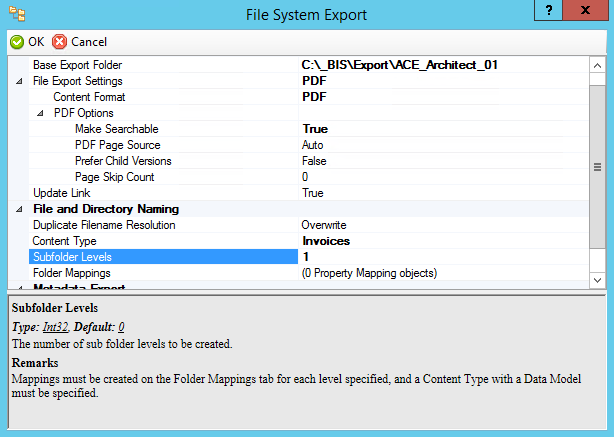 File System Export
?
x
OK Cancel
Base Export Folder C:\_BIS\Export\ACE_Architect_01
File Export Settings PDF
Content Format PDF
PDF Options
Make Searchable True
PDF Page Source Auto
Prefer Child Versions False
Page Skip Count 0
Update Link True
File and Directory Naming
Duplicate Filename Resolution Overwrite
Content Type Invoices
Subfolder Levels 1
Folder Mappings (0 Property Mapping objects)
Metadata Export
Subfolder Levels
Type: Int32, Default: 0
The number of sub folder levels to be created.
Remarks
Mappings must be created on the Folder Mappings tab for each level specified, and a Content Type with a Data Model
must be specified.